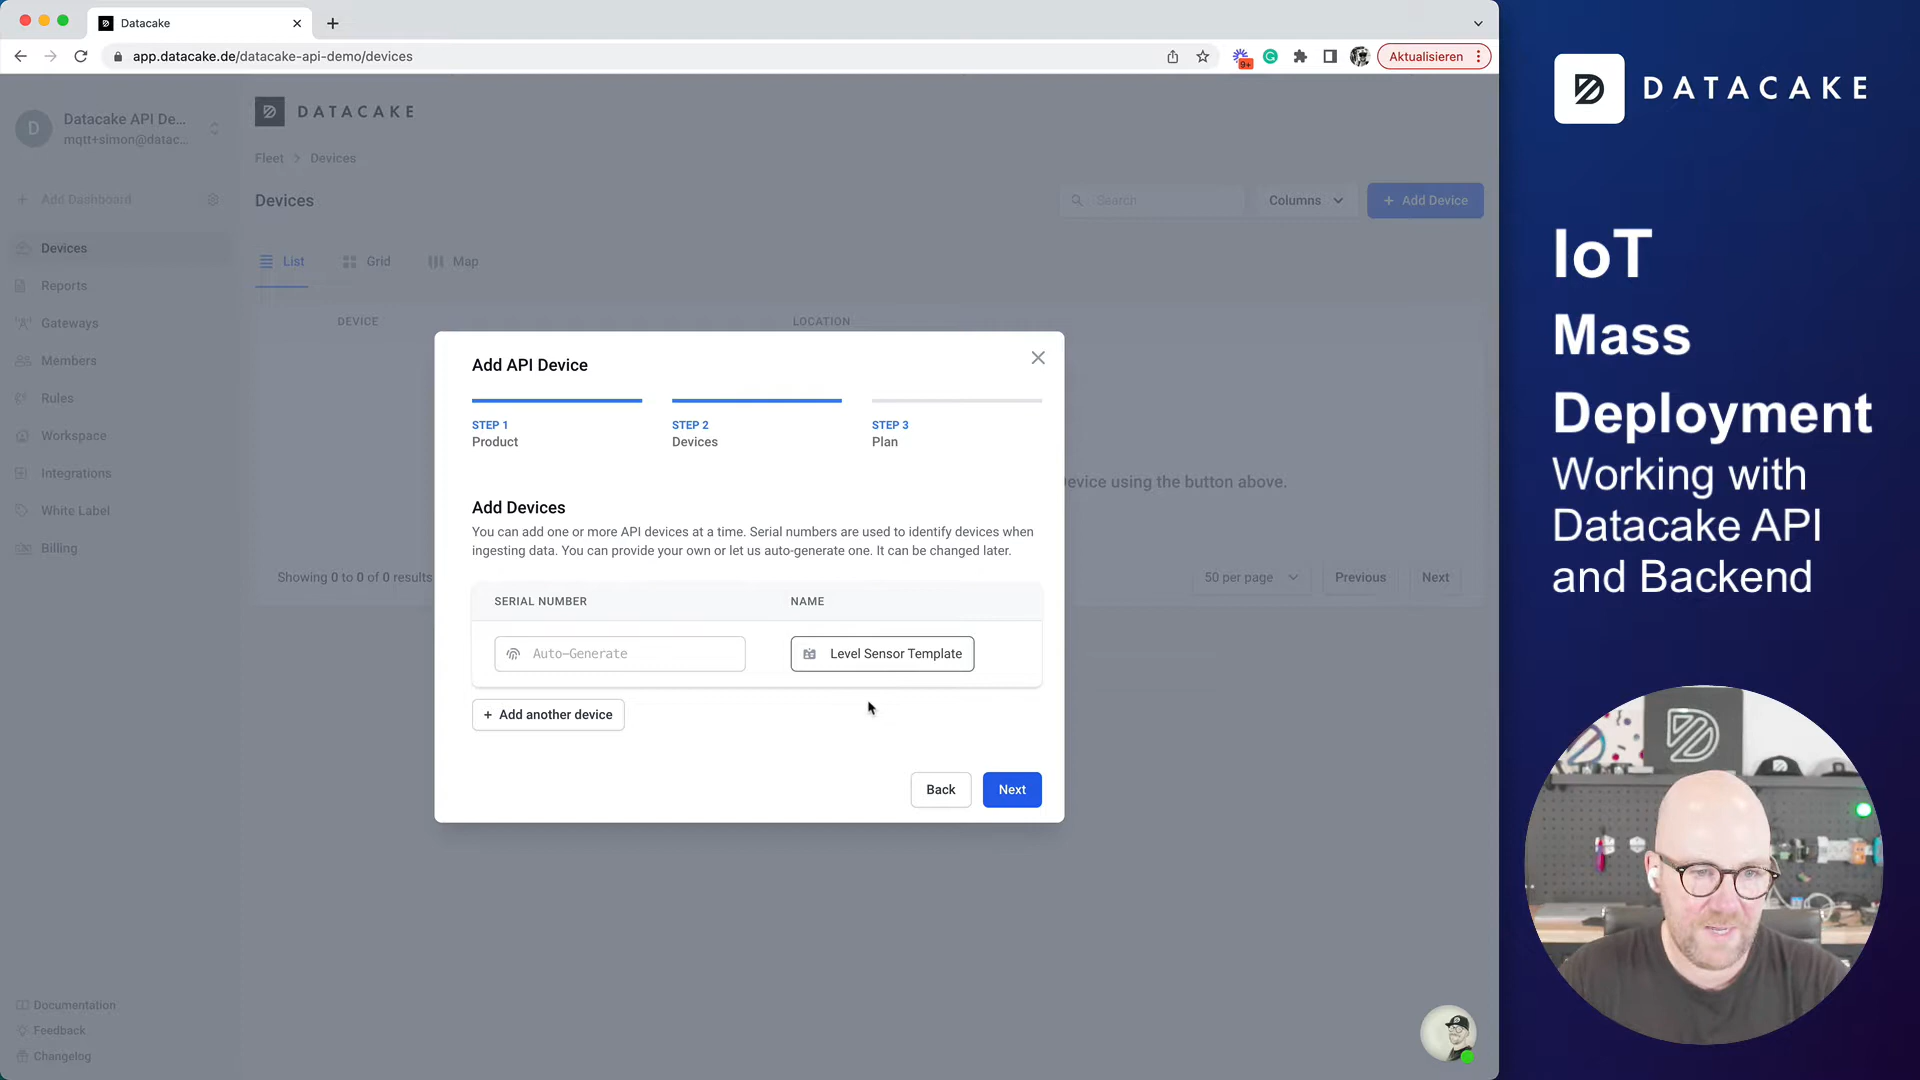 Datacake
app.datacake.de/datacake-api-demo/devices
9+
Aktualisieren
D
Datacake API De...
mqtt+simon@datac...
DATACAKE
Fleet > Devices
Add Dashboard
Devices
Search
Columns
+ Add Device
Devices
Reports
Gateways
Members
Rules
Workspace
Integrations
White Label
Billing
List
Grid
Map
DEVICE
LOCATION
Device using the button above.
Showing 0 to 0 of 0 results
50 per page
Previous
Next
Add API Device
STEP 1
Product
STEP 2
Devices
STEP 3
Plan
Add Devices
You can add one or more API devices at a time. Serial numbers are used to identify devices when
ingesting data. You can provide your own or let us auto-generate one. It can be changed later.
SERIAL NUMBER
NAME
Auto-Generate
Level Sensor Template
+ Add another device
Back
Next
Documentation
Feedback
Changelog
DATACAKE
IoT
Mass
Deployment
Working with
Datacake API
and Backend